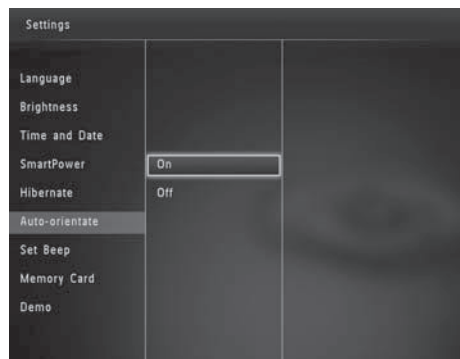 Settings
Language
Brightness
Time and Date
SmartPower
Hibernate
Auto-orientate
Set Beep
Memory Card
Demo
On
Off